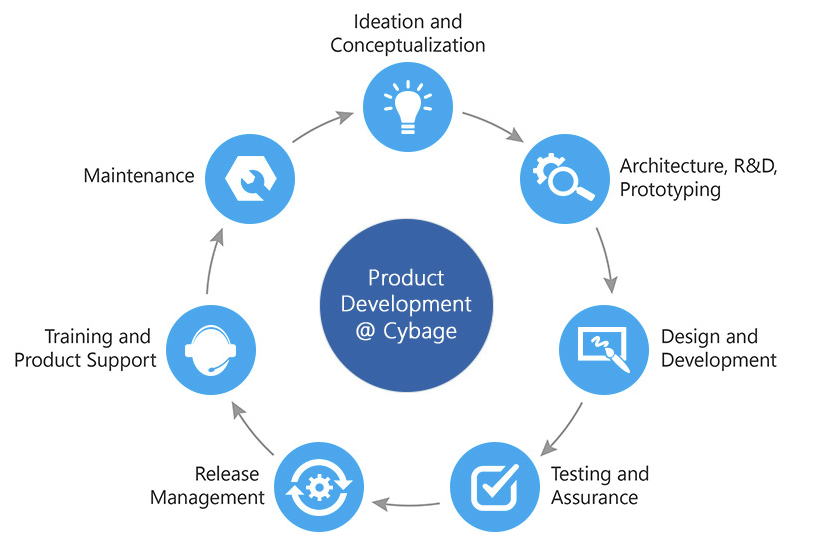 Ideation and
Conceptualization
Architecture, R&D,
Prototyping
Design and
Development
Testing and
Assurance
Release
Management
Training and
Product Support
Maintenance
Product
Development
@ Cybage